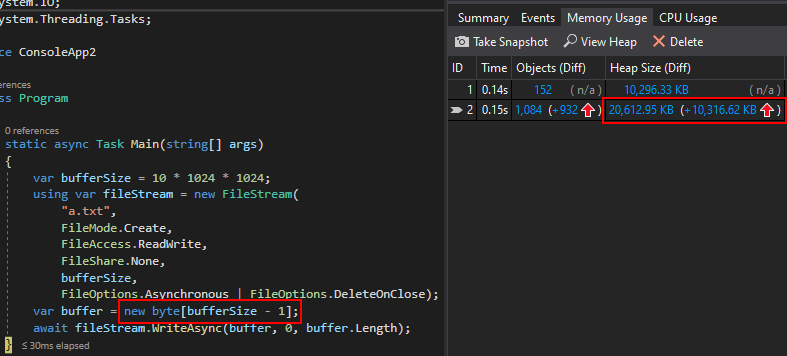 ystem.IO;
ystem.Threading.Tasks;
ce ConsoleApp2
erences
ss Program
0 references
static async Task Main(string[] args)
{
var bufferSize = 10 * 1024 * 1024;
using var fileStream = new FileStream(
"a.txt",
FileMode.Create,
FileAccess.ReadWrite,
FileShare.None,
bufferSize,
FileOptions.Asynchronous | FileOptions.DeleteOnClose);
var buffer = new byte[bufferSize - 1];
await fileStream.WriteAsync(buffer, 0, buffer.Length);
} ≤ 30ms elapsed
Summary Events Memory Usage CPU Usage
Take Snapshot View Heap Delete
ID Time Objects (Diff) Heap Size (Diff)
1 0.14s 152 (n/a) 10,296.33 KB (n/a)
2 0.15s 1,084 (+932) 20,612.95 KB (+10,316.62 KB)